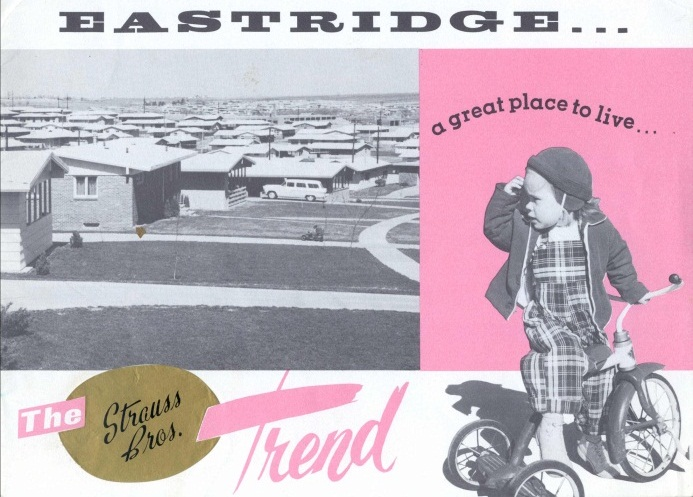 EASTRIDGE...
a great place to live...
The
Strauss
Bros.
Trend